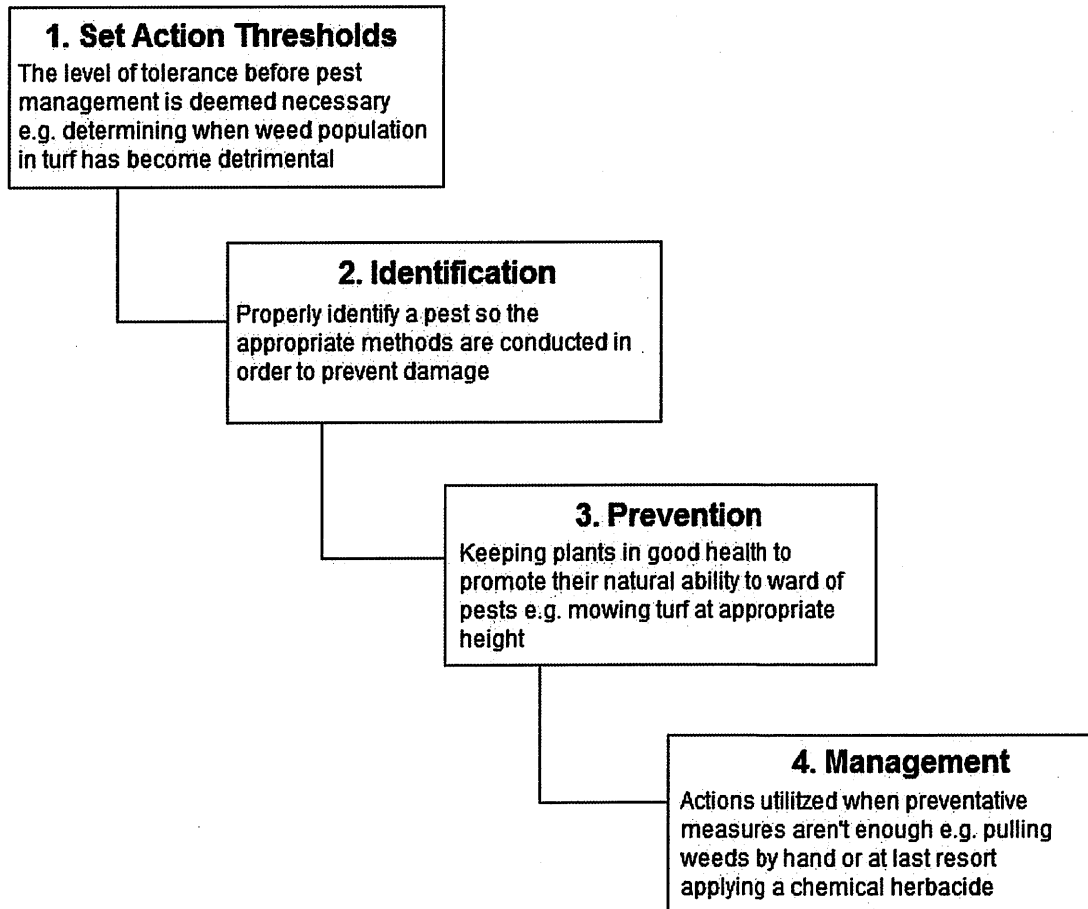 1. Set Action Thresholds
The level of tolerance before pest
management is deemed necessary
e.g. determining when weed population
in turf has become detrimental
2. Identification
Properly identify a pest so the
appropriate methods are conducted in
order to prevent damage
3. Prevention
Keeping plants in good health to
promote their natural ability to ward of
pests e.g. mowing turf at appropriate
height
4. Management
Actions utilitzed when preventative
measures aren't enough e.g. pulling
weeds by hand or at last resort
applying a chemical herbacide